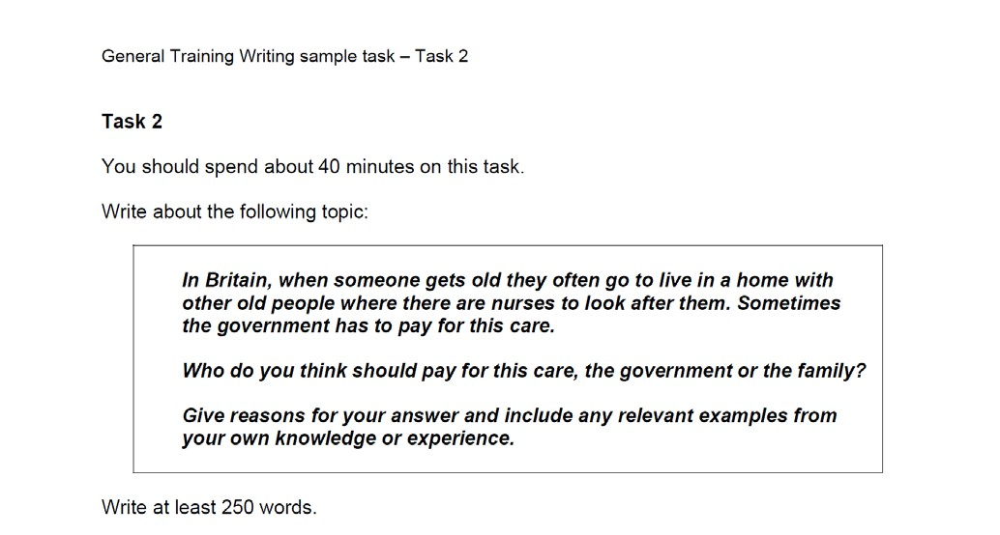 General Training Writing sample task – Task 2
Task 2
You should spend about 40 minutes on this task.
Write about the following topic:
In Britain, when someone gets old they often go to live in a home with
other old people where there are nurses to look after them. Sometimes
the government has to pay for this care.
Who do you think should pay for this care, the government or the family?
Give reasons for your answer and include any relevant examples from
your own knowledge or experience.
Write at least 250 words.